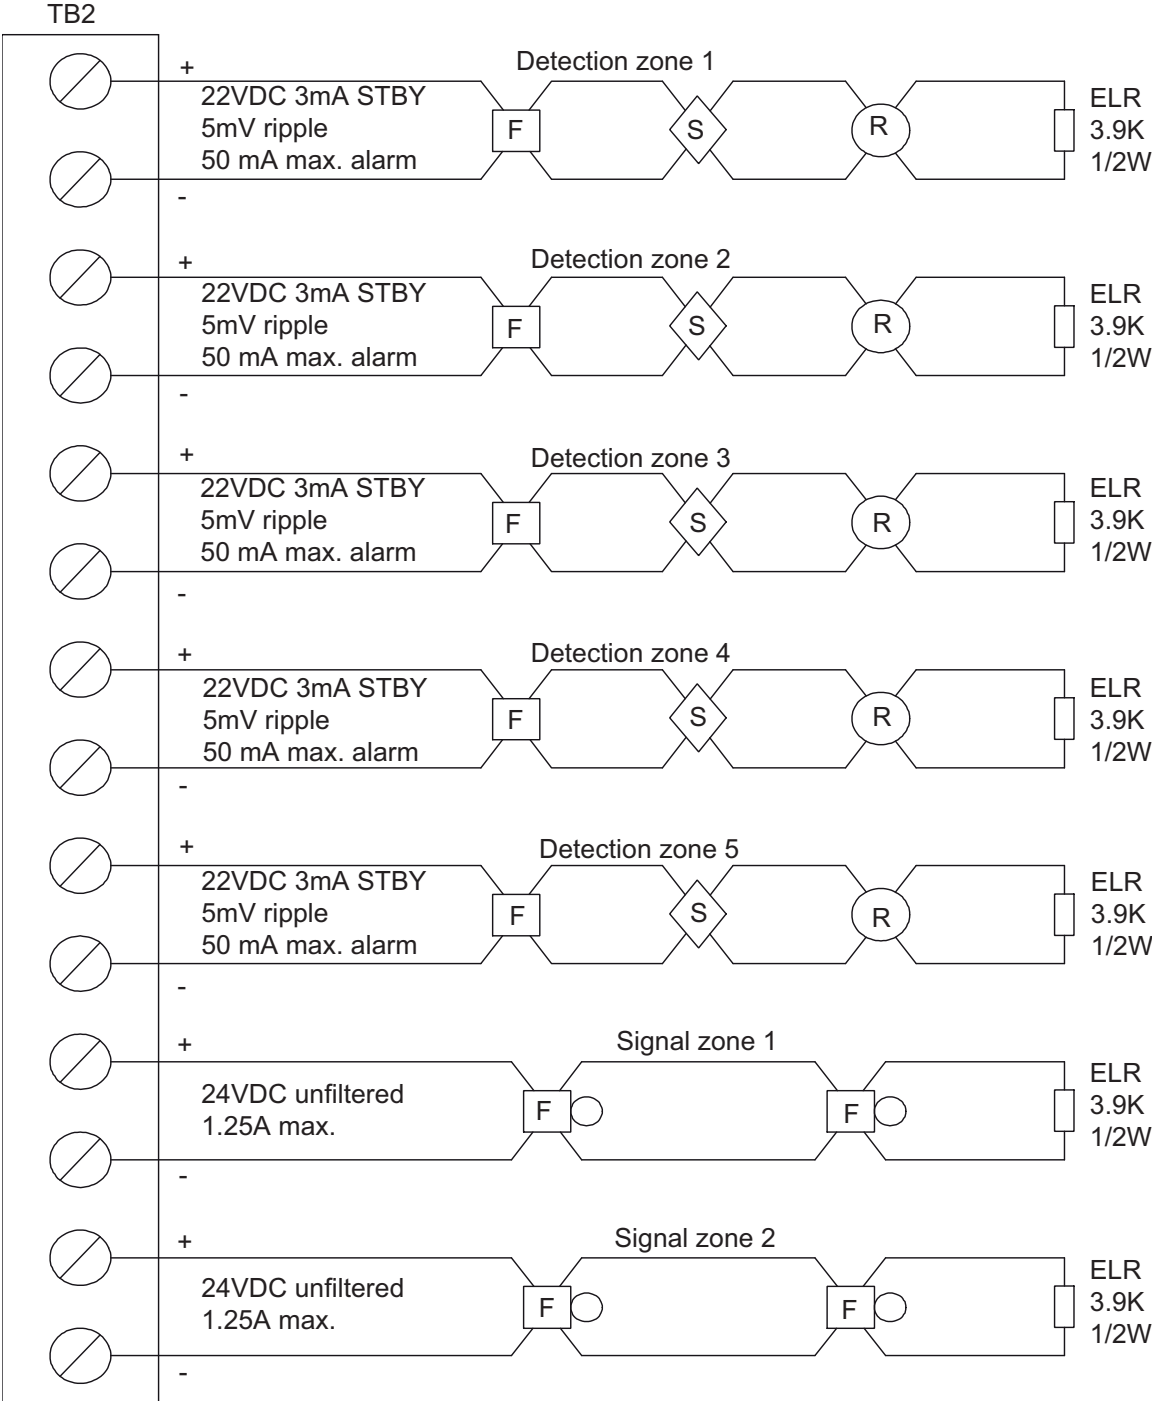 TB2
+
Detection zone 1
22VDC 3mA STBY
5mV ripple
50 mA max. alarm
-
F
S
R
ELR
3.9K
1/2W
+
Detection zone 2
22VDC 3mA STBY
5mV ripple
50 mA max. alarm
-
F
S
R
ELR
3.9K
1/2W
+
Detection zone 3
22VDC 3mA STBY
5mV ripple
50 mA max. alarm
-
F
S
R
ELR
3.9K
1/2W
+
Detection zone 4
22VDC 3mA STBY
5mV ripple
50 mA max. alarm
-
F
S
R
ELR
3.9K
1/2W
+
Detection zone 5
22VDC 3mA STBY
5mV ripple
50 mA max. alarm
-
F
S
R
ELR
3.9K
1/2W
+
Signal zone 1
24VDC unfiltered
1.25A max.
-
F
F
ELR
3.9K
1/2W
+
Signal zone 2
24VDC unfiltered
1.25A max.
-
F
F
ELR
3.9K
1/2W